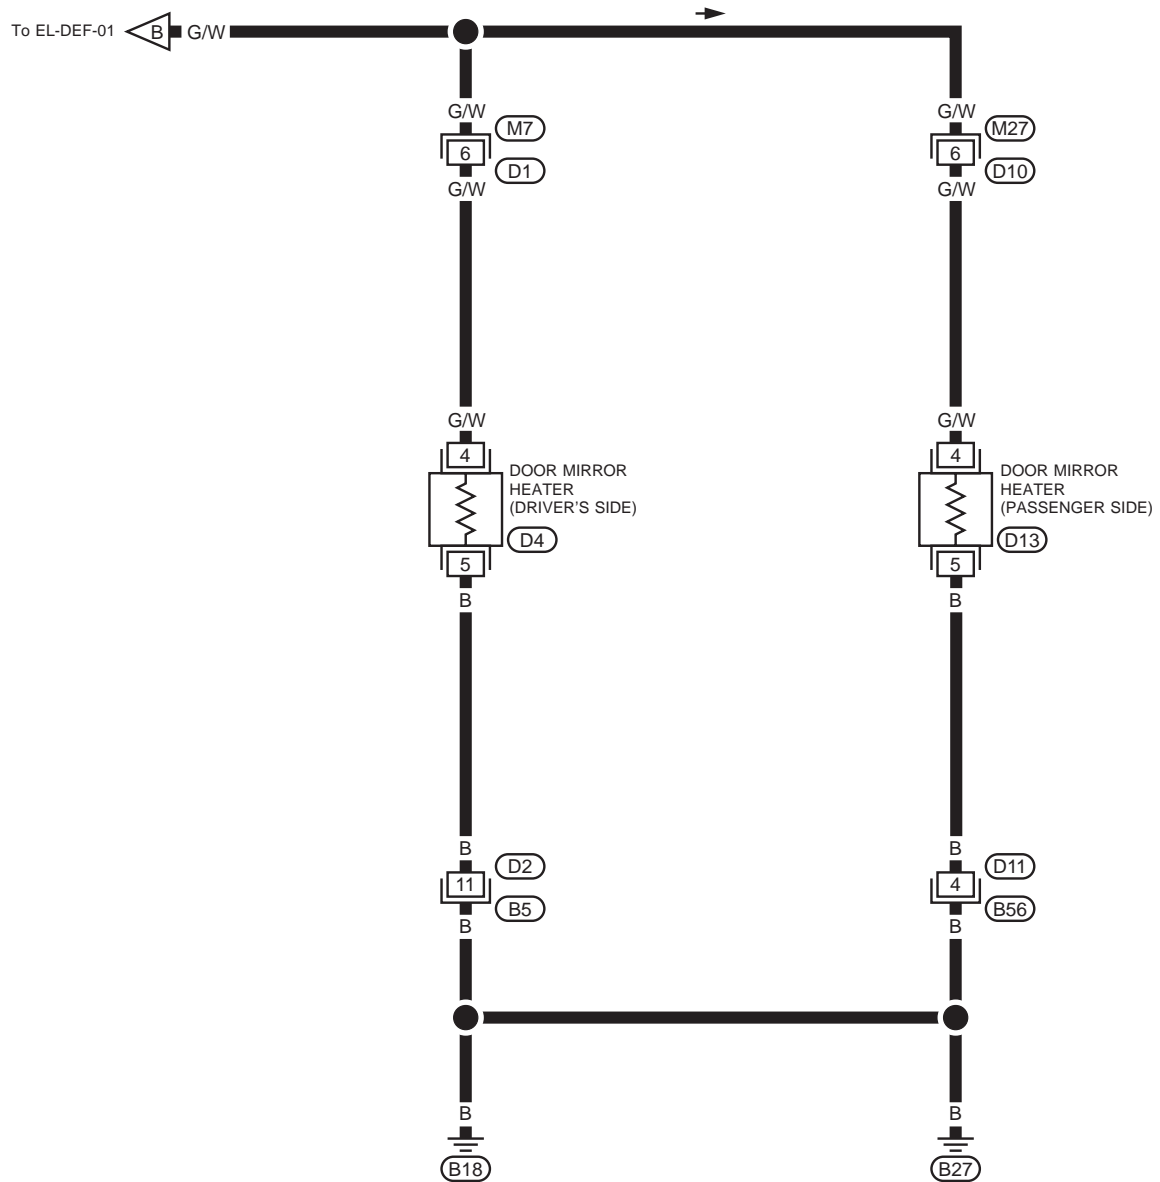 To EL-DEF-01 B G/W
G/W G/W
M7 M27
6 6
D1 D10
G/W G/W
G/W G/W
4 4
DOOR MIRROR
HEATER
(DRIVER'S SIDE)
DOOR MIRROR
HEATER
(PASSENGER SIDE)
D4 D13
5 5
B B
B B
D2 D11
11 4
B5 B56
B B
B B
B18 B27